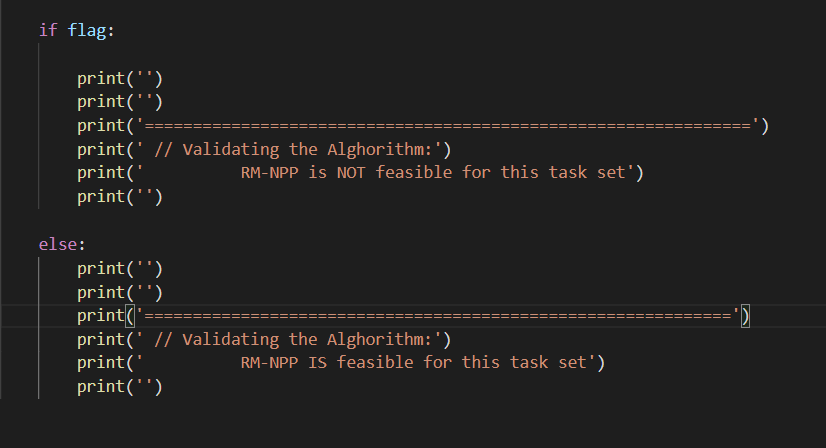 if flag:
    print('')
    print('')
    print('===============================================================')
    print(' // Validating the Alghorithm:')
    print('          RM-NPP is NOT feasible for this task set')
    print('')
else:
    print('')
    print('')
    print('=============================================================')
    print(' // Validating the Alghorithm:')
    print('          RM-NPP IS feasible for this task set')
    print('')